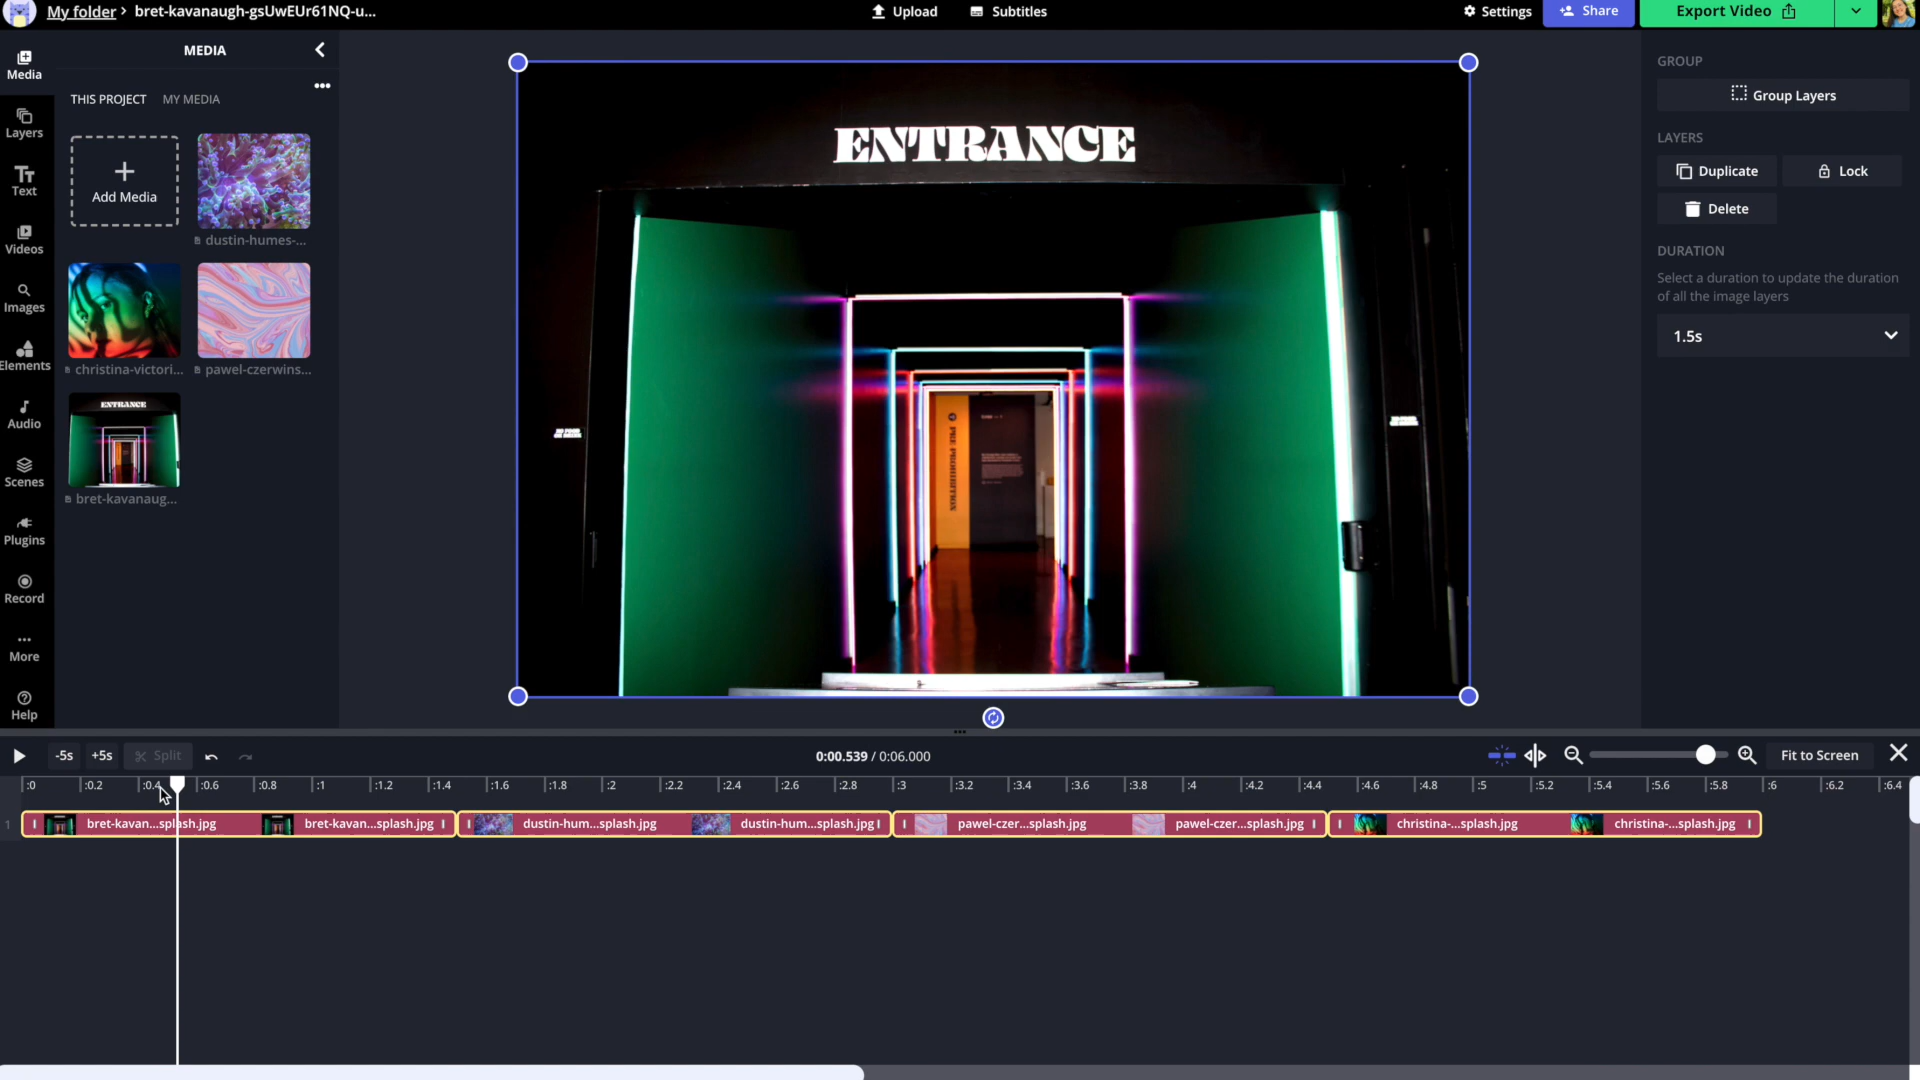 My folder > bret-kavanaugh-gsUwEUr61NQ-u...
Upload
Subtitles
Settings
Share
Export Video
Media
Layers
Text
Videos
Images
Elements
Audio
Scenes
Plugins
Record
More
Help
MEDIA
THIS PROJECT
MY MEDIA
Add Media
dustin-humes-...
christina-victori...
pawel-czerwins...
ENTRANCE
bret-kavanaug...
ENTRANCE
PRE-PROHIBITION
GROUP
Group Layers
LAYERS
Duplicate
Lock
Delete
DURATION
Select a duration to update the duration
of all the image layers
1.5s
-5s
+5s
Split
0:00.539 / 0:06.000
Fit to Screen
:0 :0.2 :0.4 :0.6 :0.8 :1 :1.2 :1.4 :1.6 :1.8 :2 :2.2 :2.4 :2.6 :2.8 :3 :3.2 :3.4 :3.6 :3.8 :4 :4.2 :4.4 :4.6 :4.8 :5 :5.2 :5.4 :5.6 :5.8 :6 :6.2 :6.4
1
bret-kavan...splash.jpg
bret-kavan...splash.jpg
dustin-hum...splash.jpg
dustin-hum...splash.jpg
pawel-czer...splash.jpg
pawel-czer...splash.jpg
christina-...splash.jpg
christina-...splash.jpg